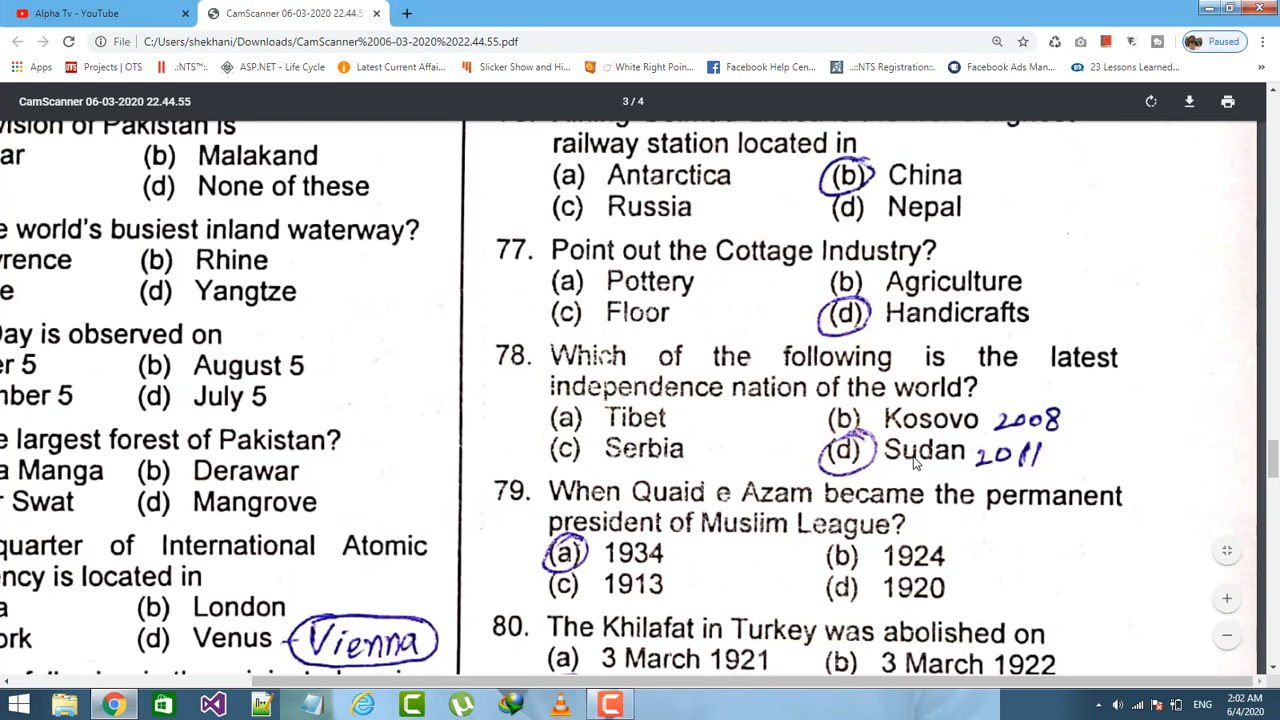 Alpha Tv - YouTube
CamScanner 06-03-2020 22.44.55
File C:/Users/shekhani/Downloads/CamScanner%2006-03-2020%2022.44.55.pdf
Paused
Apps Projects | OTS .:NTS™:. ASP.NET - Life Cycle Latest Current Affai... Slicker Show and Hi... White Right Poin... Facebook Help Cen... ..::NTS Registration:.. Facebook Ads Man... 23 Lessons Learned...
CamScanner 06-03-2020 22.44.55
3 / 4
vision of Pakistan is
ar (b) Malakand
(d) None of these
e world's busiest inland waterway?
vrence (b) Rhine
e (d) Yangtze
Day is observed on
er 5 (b) August 5
nber 5 (d) July 5
e largest forest of Pakistan?
a Manga (b) Derawar
r Swat (d) Mangrove
quarter of International Atomic
ency is located in
a (b) London
ork (d) Venus Vienna
railway station located in
(a) Antarctica (b) China
(c) Russia (d) Nepal
77. Point out the Cottage Industry?
(a) Pottery (b) Agriculture
(c) Floor (d) Handicrafts
78. Which of the following is the latest
independence nation of the world?
(a) Tibet (b) Kosovo 2008
(c) Serbia (d) Sudan 2011
79. When Quaid e Azam became the permanent
president of Muslim League?
(a) 1934 (b) 1924
(c) 1913 (d) 1920
80. The Khilafat in Turkey was abolished on
(a) 3 March 1921 (b) 3 March 1922
ENG
2:02 AM
6/4/2020